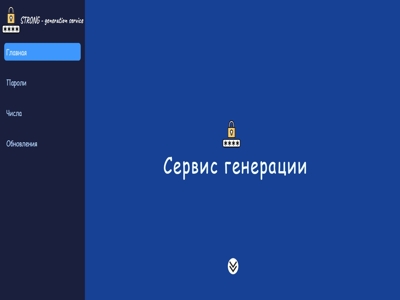 STRONG - generation service
Главная
Пароли
Числа
Обновления
Сервис генерации